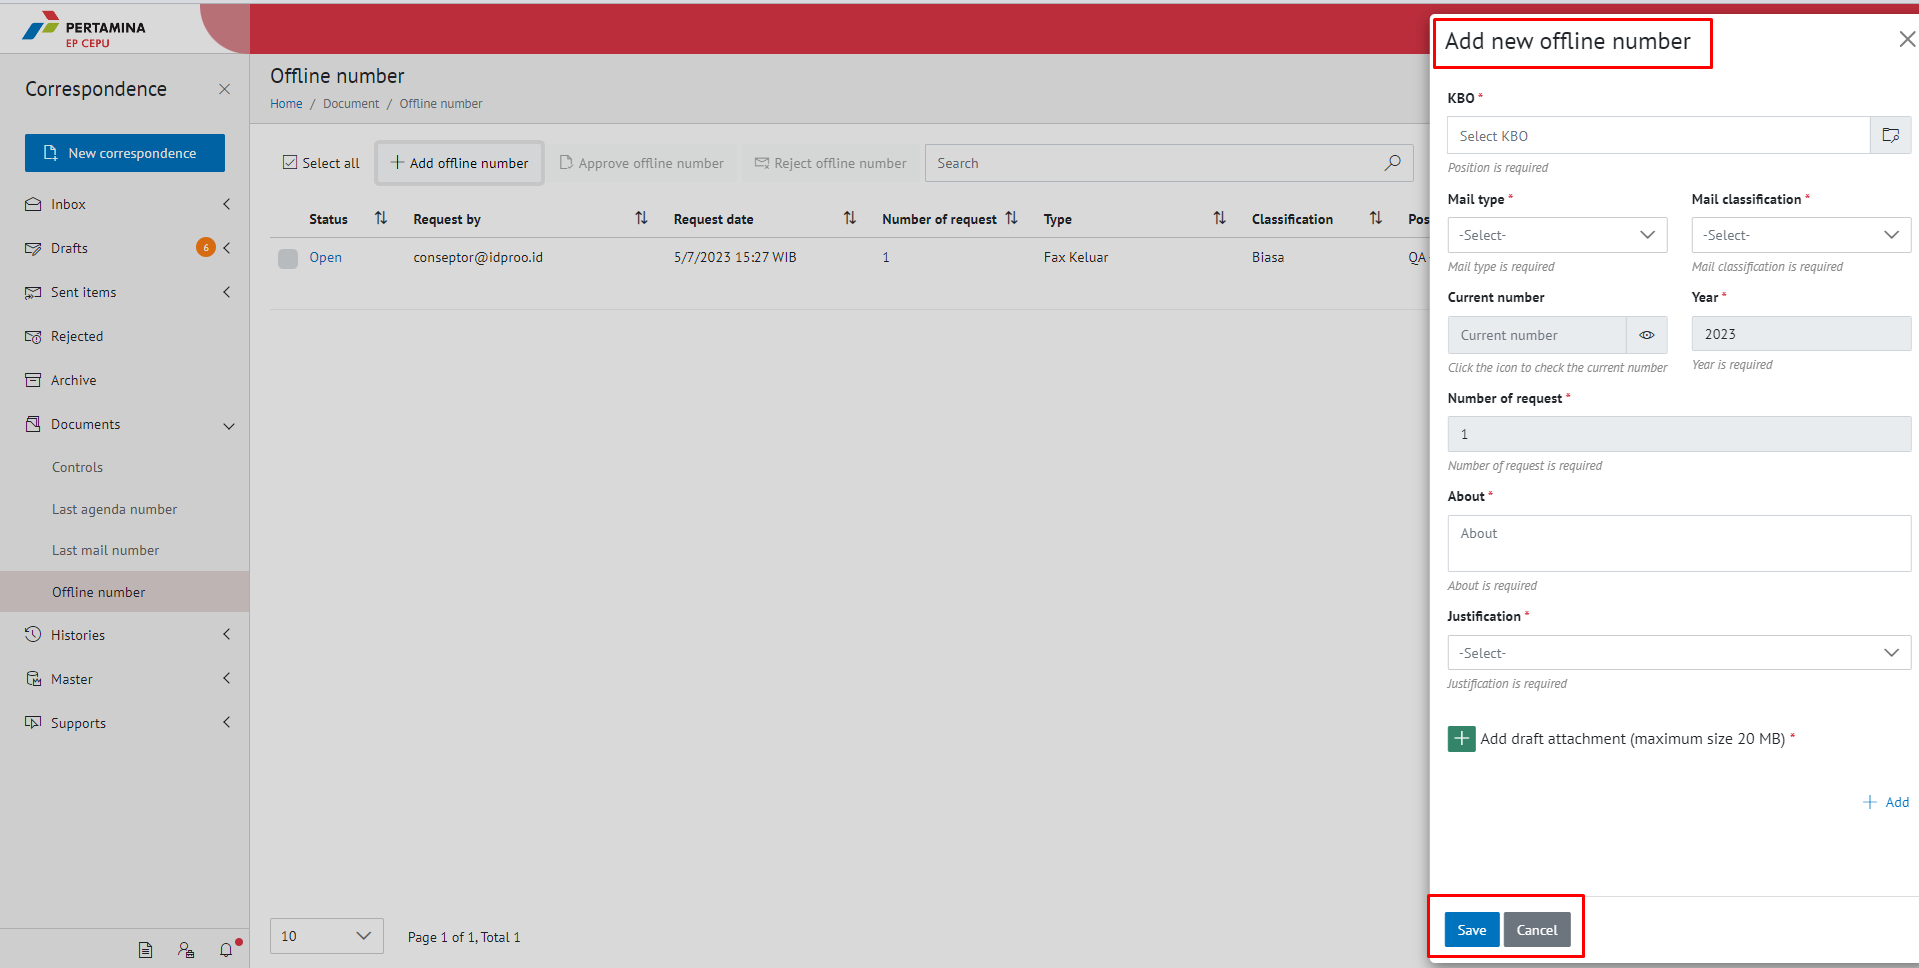 PERTAMINA
EP CEPU
Correspondence
New correspondence
Inbox
Drafts
6
Sent items
Rejected
Archive
Documents
Controls
Last agenda number
Last mail number
Offline number
Histories
Master
Supports
Offline number
Home / Document / Offline number
Select all
Add offline number
Approve offline number
Reject offline number
Search
Status Request by Request date Number of request Type Classification Pos
Open conseptor@idproo.id 5/7/2023 15:27 WIB 1 Fax Keluar Biasa QA
10
Page 1 of 1, Total 1
Add new offline number
KBO *
Select KBO
Position is required
Mail type * Mail classification *
-Select- -Select-
Mail type is required Mail classification is required
Current number Year *
Current number 2023
Click the icon to check the current number Year is required
Number of request *
1
Number of request is required
About *
About
About is required
Justification *
-Select-
Justification is required
Add draft attachment (maximum size 20 MB) *
Add
Save Cancel